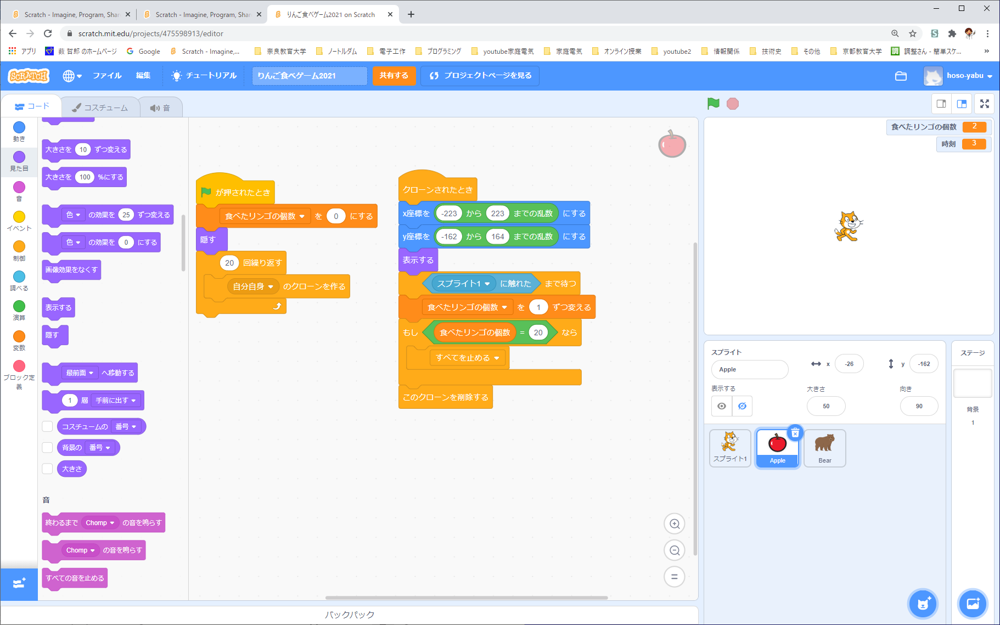 Scratch - Imagine, Program, Shar
Scratch - Imagine, Program, Shar
りんご食べゲーム2021 on Scratch
scratch.mit.edu/projects/475598913/editor
アプリ
薮 哲郎 のホームページ
Google
Scratch - Imagine,...
奈良教育大学
ノートルダム
電子工作
プログラミング
youtube家庭電気
家庭電気
オンライン授業
youtube2
情報関係
技術史
その他
京都教育大学
調整さん - 簡単スケ...
SCRATCH
ファイル
編集
チュートリアル
りんご食べゲーム2021
共有する
プロジェクトページを見る
hoso-yabu
コード
コスチューム
音
動き
見た目
音
イベント
制御
調べる
演算
変数
ブロック定
義
大きさを 10 ずつ変える
大きさを 100 %にする
色 の効果を 25 ずつ変える
色 の効果を 0 にする
画像効果をなくす
表示する
隠す
最前面 へ移動する
1 層 手前に出す
コスチュームの 番号
背景の 番号
大きさ
音
終わるまで Chomp の音を鳴らす
Chomp の音を鳴らす
すべての音を止める
が押されたとき
食べたリンゴの個数 を 0 にする
隠す
20 回繰り返す
自分自身 のクローンを作る
クローンされたとき
x座標を -223 から 223 までの乱数 にする
y座標を -162 から 164 までの乱数 にする
表示する
スプライト1 に触れた まで待つ
食べたリンゴの個数 を 1 ずつ変える
もし 食べたリンゴの個数 = 20 なら
すべてを止める
このクローンを削除する
食べたリンゴの個数 2
時刻 3
スプライト
Apple
x -26
y -162
表示する
大きさ
50
向き
90
スプライト1
Apple
Bear
ステージ
背景
1
バックパック